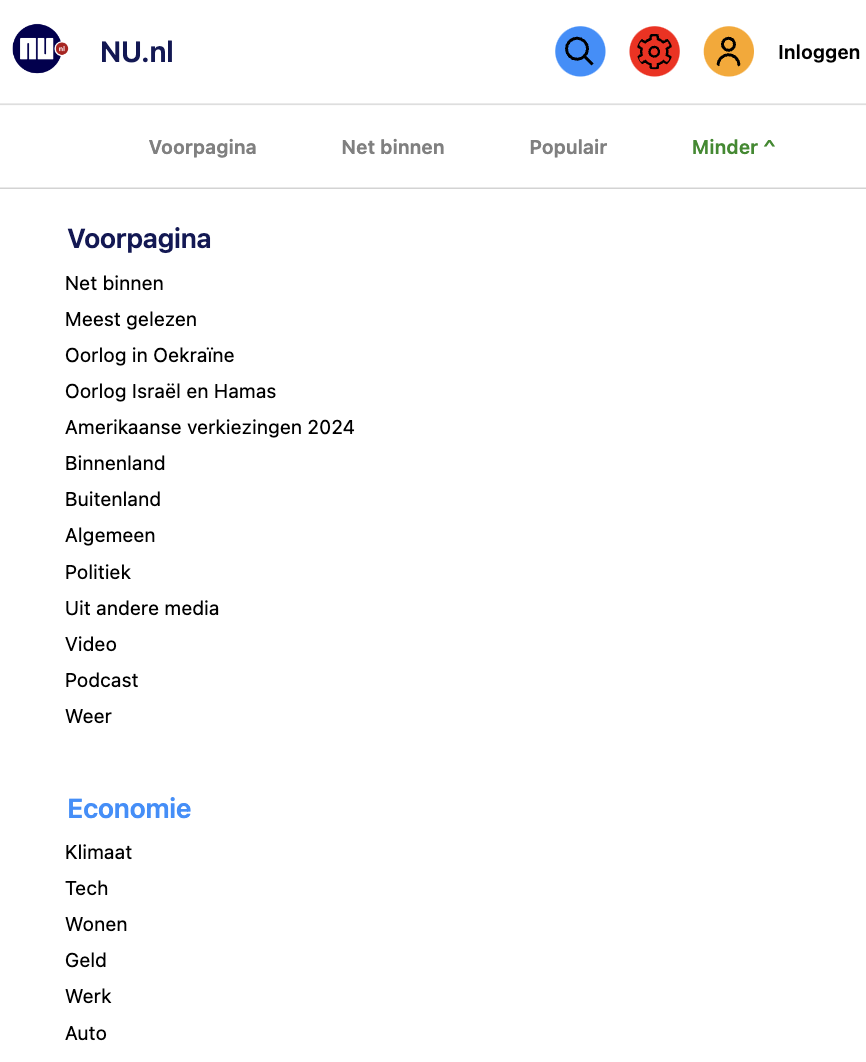 NU nl NU.nl Inloggen
Voorpagina Net binnen Populair Minder ^
Voorpagina
Net binnen
Meest gelezen
Oorlog in Oekraïne
Oorlog Israël en Hamas
Amerikaanse verkiezingen 2024
Binnenland
Buitenland
Algemeen
Politiek
Uit andere media
Video
Podcast
Weer
Economie
Klimaat
Tech
Wonen
Geld
Werk
Auto